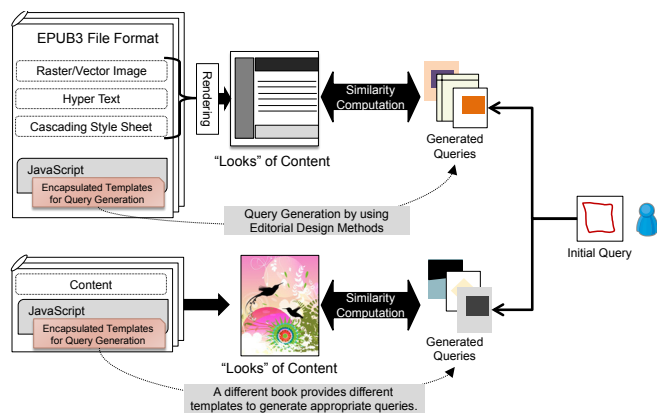 EPUB3 File Format
Raster/Vector Image
Hyper Text
Cascading Style Sheet
JavaScript
Encapsulated Templates
for Query Generation
Rendering
“Looks” of Content
Similarity
Computation
Generated
Queries
Query Generation by using
Editorial Design Methods
Initial Query
Content
JavaScript
Encapsulated Templates
for Query Generation
“Looks” of Content
Similarity
Computation
Generated
Queries
A different book provides different
templates to generate appropriate queries.